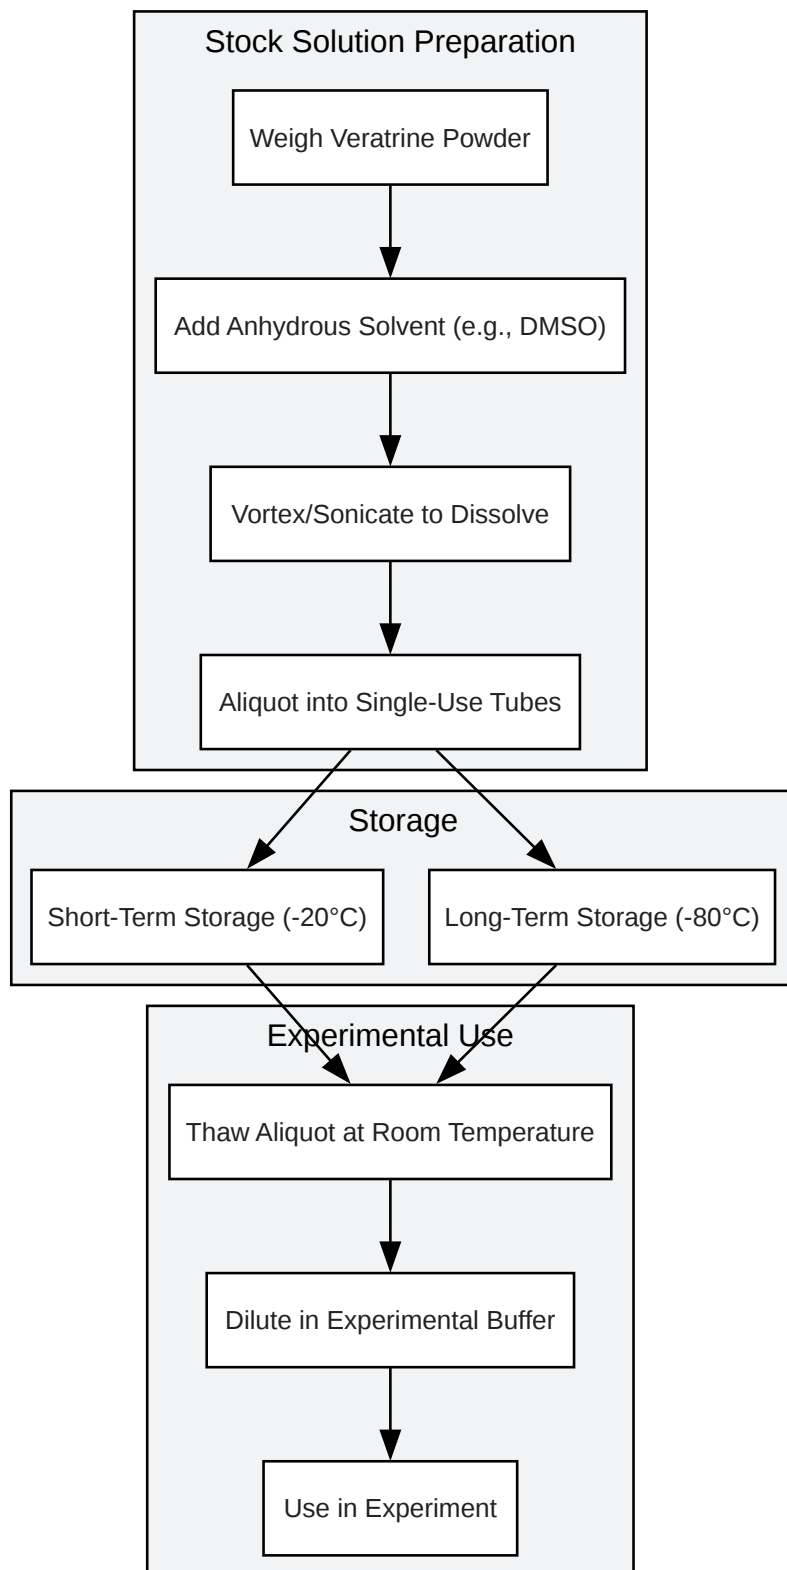 Stock Solution Preparation
Weigh Veratrine Powder
Add Anhydrous Solvent (e.g., DMSO)
Vortex/Sonicate to Dissolve
Aliquot into Single-Use Tubes
Storage
Short-Term Storage (-20°C)
Long-Term Storage (-80°C)
Experimental Use
Thaw Aliquot at Room Temperature
Dilute in Experimental Buffer
Use in Experiment